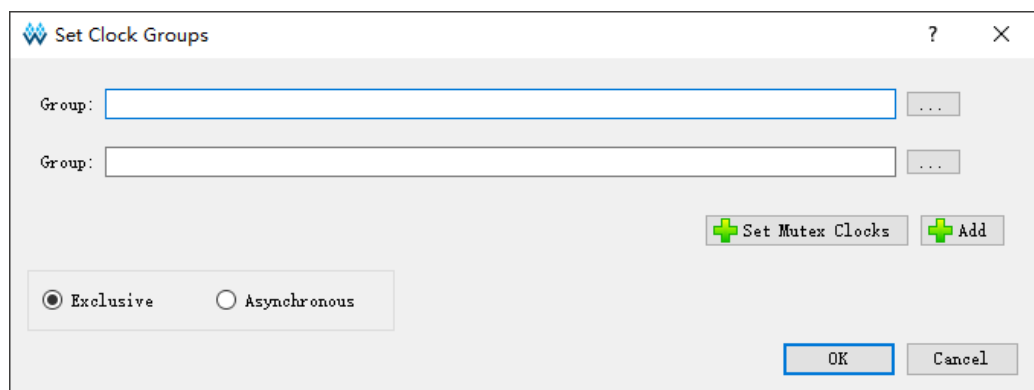 Set Clock Groups ?
Group: ...
Group: ...
Set Mutex Clocks Add
Exclusive Asynchronous
OK Cancel